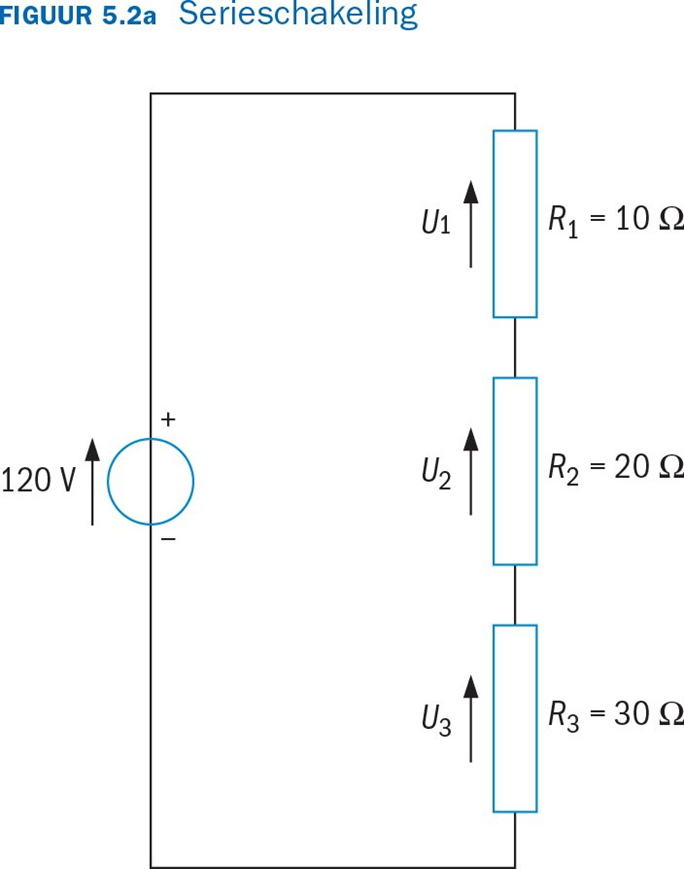 FIGUUR 5.2a Serieschakeling
U1
R₁ = 10 Ω
+
120 V
−
U₂
R₂ = 20 Ω
U₃
R₃ = 30 Ω